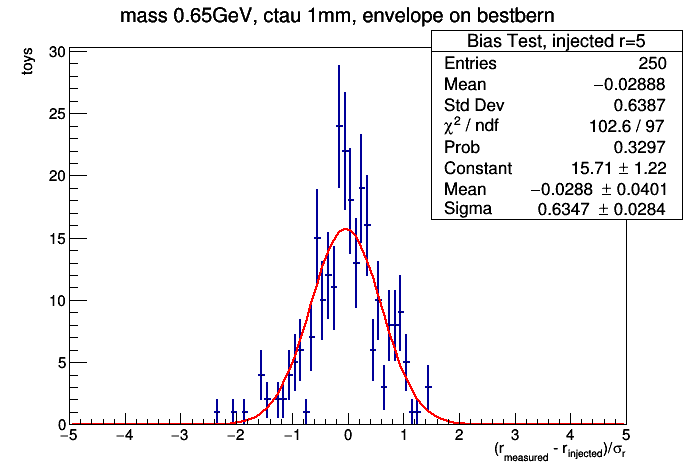 mass 0.65GeV, ctau 1mm, envelope on bestbern
Bias Test, injected r=5
Entries 250
Mean −0.02888
Std Dev 0.6387
χ² / ndf 102.6 / 97
Prob 0.3297
Constant 15.71 ± 1.22
Mean −0.0288 ± 0.0401
Sigma 0.6347 ± 0.0284
toys
30
25
20
15
10
5
0
−5 −4 −3 −2 −1 0 1 2 3 4 5
(r_measured - r_injected)/σ_r